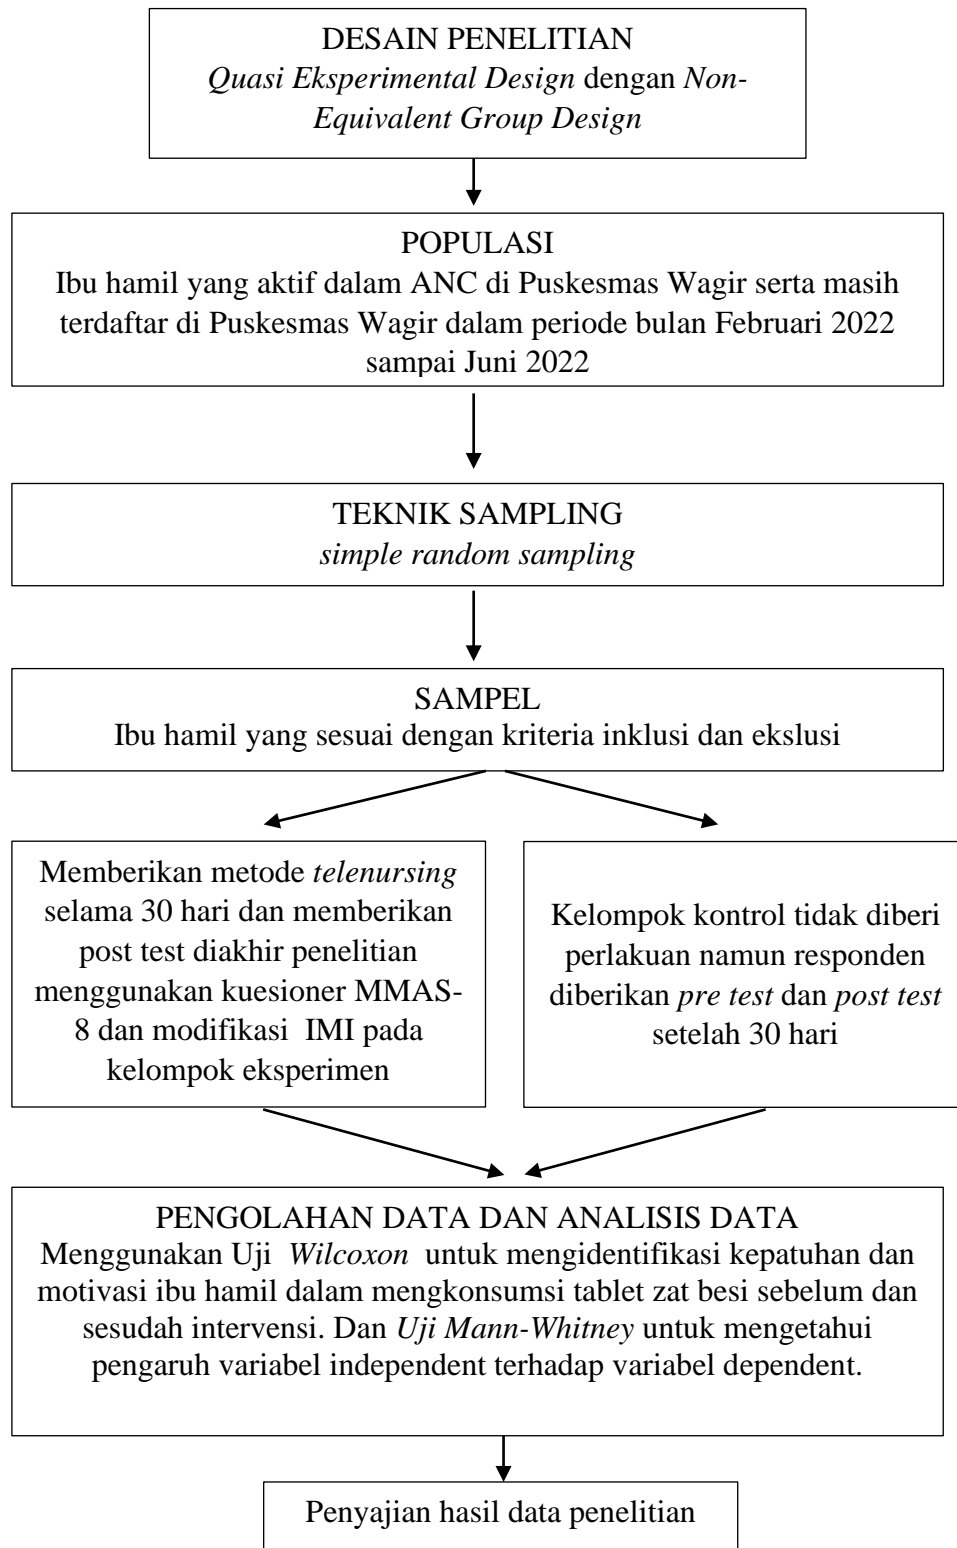 DESAIN PENELITIAN
Quasi Eksperimental Design dengan Non-
Equivalent Group Design
POPULASI
Ibu hamil yang aktif dalam ANC di Puskesmas Wagir serta masih
terdaftar di Puskesmas Wagir dalam periode bulan Februari 2022
sampai Juni 2022
TEKNIK SAMPLING
simple random sampling
SAMPEL
Ibu hamil yang sesuai dengan kriteria inklusi dan ekslusi
Memberikan metode telenursing
selama 30 hari dan memberikan
post test diakhir penelitian
menggunakan kuesioner MMAS-
8 dan modifikasi IMI pada
kelompok eksperimen
Kelompok kontrol tidak diberi
perlakuan namun responden
diberikan pre test dan post test
setelah 30 hari
PENGOLAHAN DATA DAN ANALISIS DATA
Menggunakan Uji Wilcoxon untuk mengidentifikasi kepatuhan dan
motivasi ibu hamil dalam mengkonsumsi tablet zat besi sebelum dan
sesudah intervensi. Dan Uji Mann-Whitney untuk mengetahui
pengaruh variabel independent terhadap variabel dependent.
Penyajian hasil data penelitian